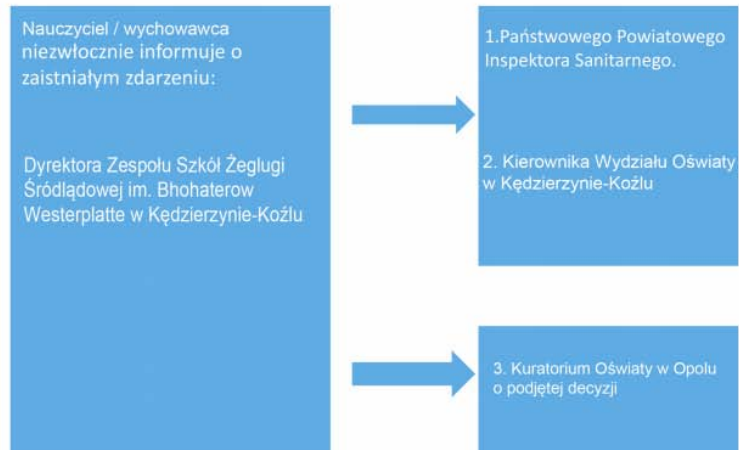 Nauczyciel / wychowawca
niezwłocznie informuje o
zaistniałym zdarzeniu:
Dyrektora Zespołu Szkół Żeglugi
Śródlądowej im. Bhohaterow
Westerplatte w Kędzierzynie-Koźlu
1.Państwowego Powiatowego
Inspektora Sanitarnego.
2. Kierownika Wydziału Oświaty
w Kędzierzynie-Koźlu
3. Kuratorium Oświaty w Opolu
o podjętej decyzji